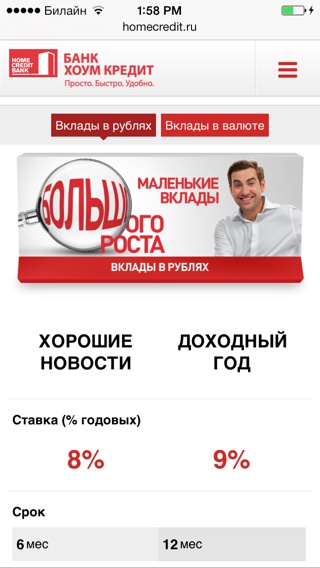 ●●●○○ Билайн 1:58 PM
homecredit.ru
HOME CREDIT BANK
БАНК
ХОУМ КРЕДИТ
Просто. Быстро. Удобно.
Вклады в рублях Вклады в валюте
МАЛЕНЬКИЕ
ВКЛАДЫ
БОЛЬШ
ОГО
РОСТА
ВКЛАДЫ В РУБЛЯХ
ХОРОШИЕ НОВОСТИ
ДОХОДНЫЙ ГОД
Ставка (% годовых)
8% 9%
Срок
6 мес 12 мес